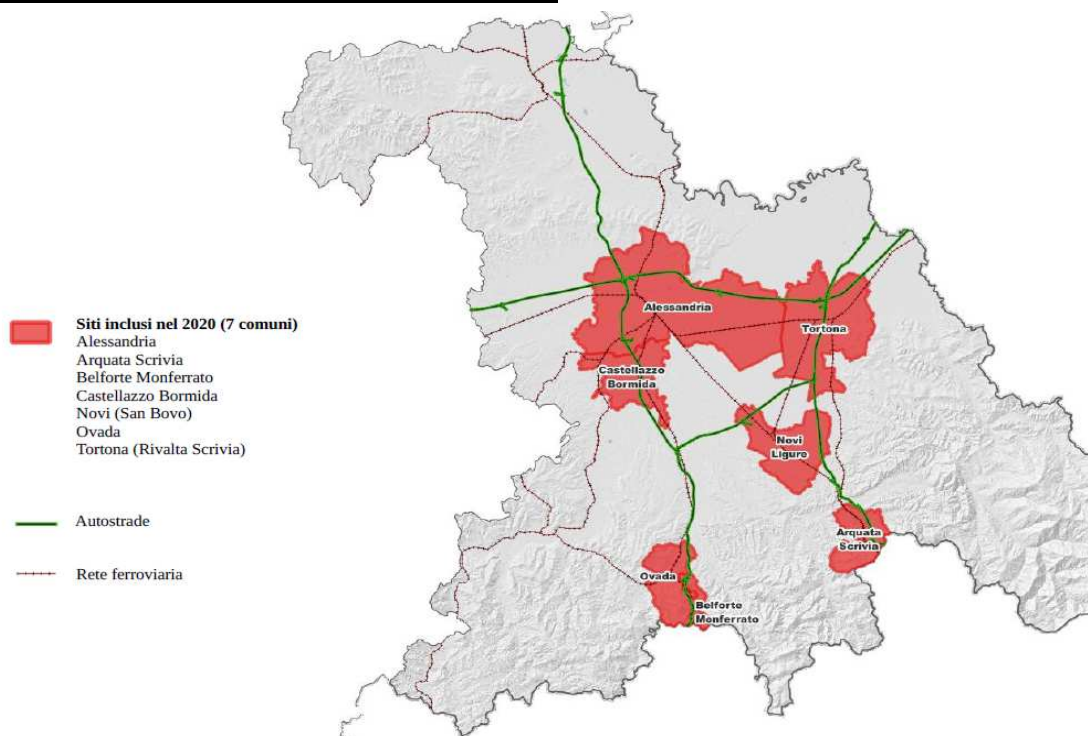 Siti inclusi nel 2020 (7 comuni)
Alessandria
Arquata Scrivia
Belforte Monferrato
Castellazzo Bormida
Novi (San Bovo)
Ovada
Tortona (Rivalta Scrivia)
Autostrade
Rete ferroviaria
Alessandria
Tortona
Castellazzo
Bormida
Novi
Ligure
Arquata
Scrivia
Ovada
Belforte
Monferrato